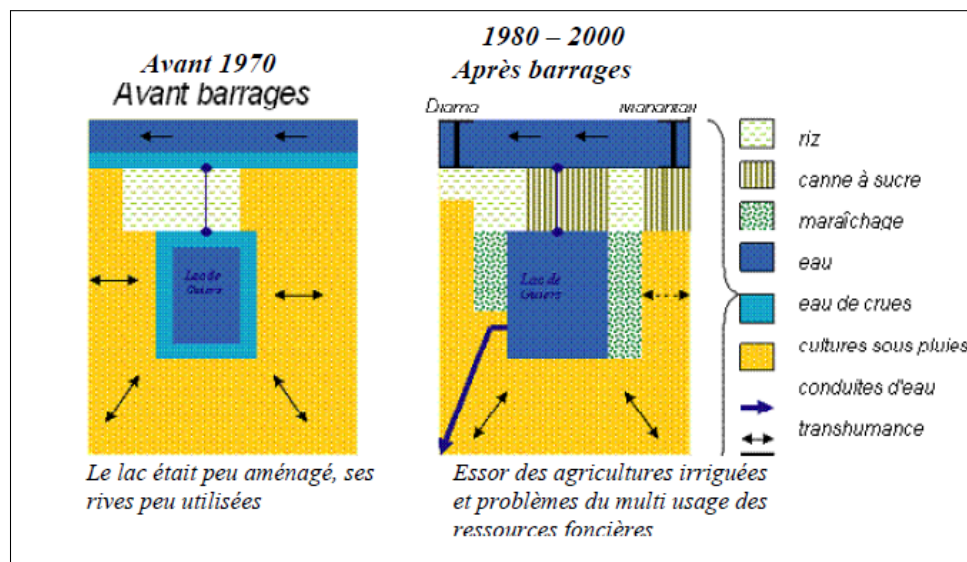 Avant 1970
Avant barrages
1980 – 2000
Après barrages
Diama
Manantali
Lac de
Guiers
Lac de
Guiers
riz
canne à sucre
maraîchage
eau
eau de crues
cultures sous pluies
conduites d'eau
transhumance
Le lac était peu aménagé, ses
rives peu utilisées
Essor des agricultures irriguées
et problèmes du multi usage des
ressources foncières